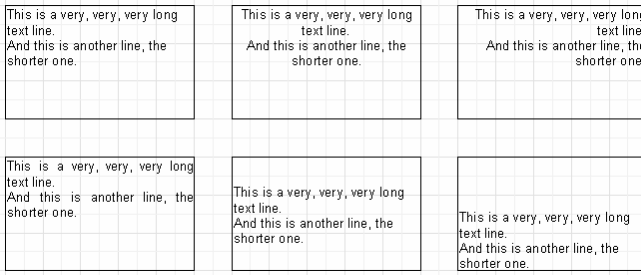 This is a very, very, very long
text line.
And this is another line, the
shorter one.
This is a very, very, very long
text line.
And this is another line, the
shorter one.
This is a very, very, very long
text line
And this is another line, the
shorter one
This is a very, very, very long
text line.
And this is another line, the
shorter one.
This is a very, very, very long
text line.
And this is another line, the
shorter one.
This is a very, very, very long
text line.
And this is another line, the
shorter one.